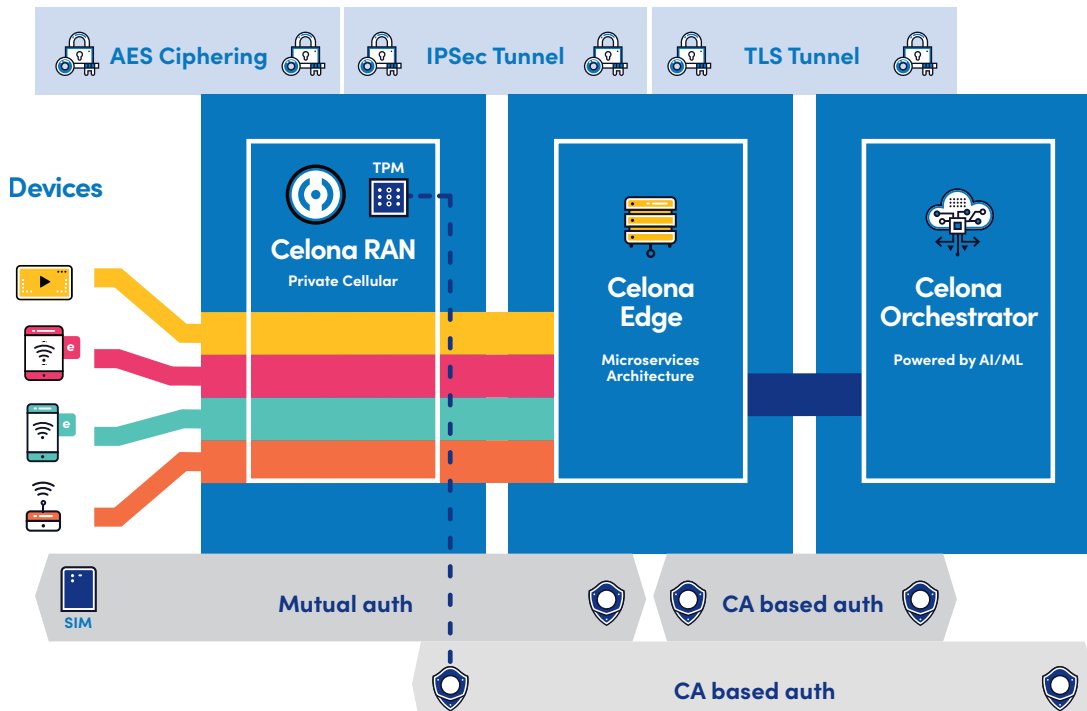 AES Ciphering
IPSec Tunnel
TLS Tunnel
Devices
TPM
Celona RAN
Private Cellular
Celona
Edge
Microservices
Architecture
Celona
Orchestrator
Powered by AI/ML
e
e
SIM
Mutual auth
CA based auth
CA based auth